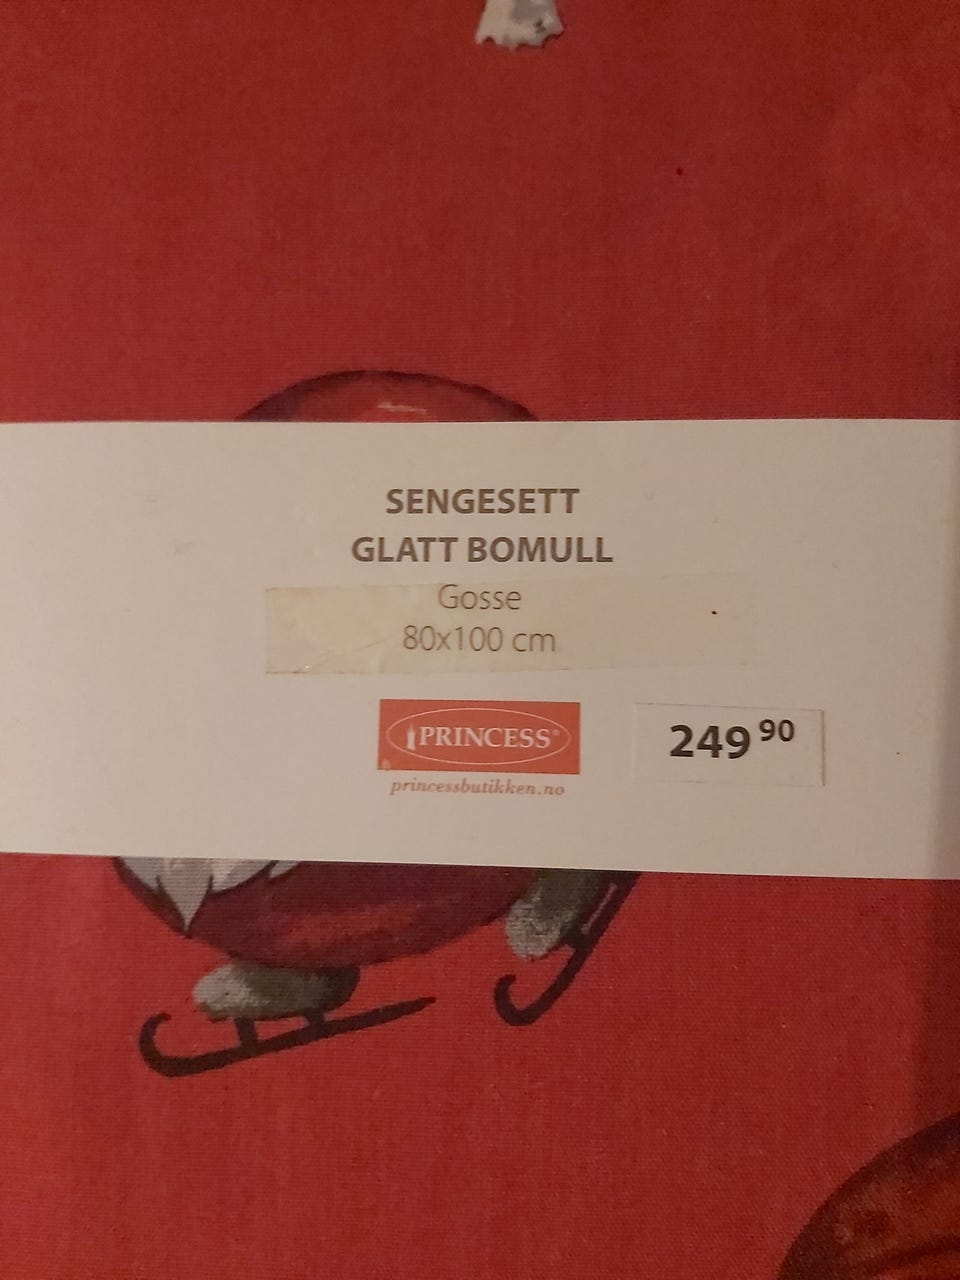 SENGESETT
GLATT BOMULL
Gosse
80x100 cm
PRINCESS®
249 90
princessbutikken.no